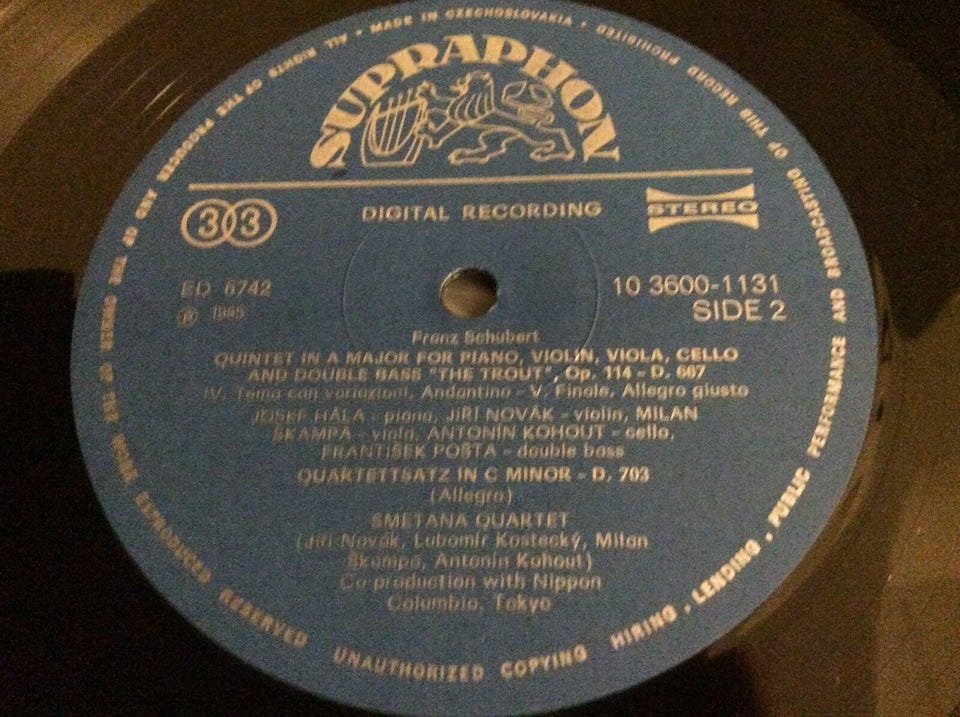 SUPRAPHON
33
DIGITAL RECORDING
STEREO
ED 6742
10 3600-1131
℗ 1985
SIDE 2
Franz Schubert
QUINTET IN A MAJOR FOR PIANO, VIOLIN, VIOLA, CELLO
AND DOUBLE BASS "THE TROUT", Op. 114 - D. 667
IV. Tema con variazioni, Andantino - V. Finale, Allegro giusto
JOSEF HÁLA - piano, JIŘÍ NOVÁK - violin, MILAN
ŠKAMPA - viola, ANTONÍN KOHOUT - cello,
FRANTIŠEK POŠTA - double bass
QUARTETTSATZ IN C MINOR - D. 703
(Allegro)
SMETANA QUARTET
(Jiří Novák, Lubomír Kostecký, Milan
Škampa, Antonín Kohout)
Co-production with Nippon
Columbia, Tokyo
MADE IN CZECHOSLOVAKIA • ALL RIGHTS OF THE PRODUCER AND OF THE OWNER OF THE WORK REPRODUCED RESERVED UNAUTHORIZED COPYING HIRING, LENDING, PUBLIC PERFORMANCE AND BROADCASTING OF THIS RECORD PROHIBITED •